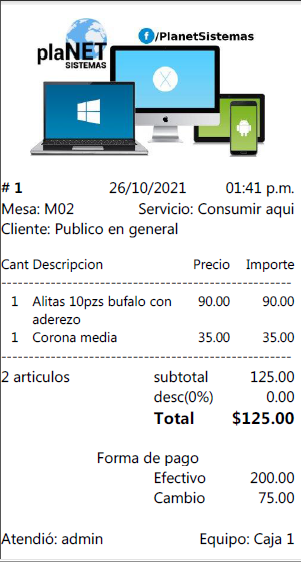 plaNET
SISTEMAS
/PlanetSistemas
# 1 26/10/2021 01:41 p.m.
Mesa: M02 Servicio: Consumir aqui
Cliente: Publico en general
Cant Descripcion Precio Importe
1 Alitas 10pzs bufalo con 90.00 90.00
aderezo
1 Corona media 35.00 35.00
2 articulos subtotal 125.00
desc(0%) 0.00
Total $125.00
Forma de pago
Efectivo 200.00
Cambio 75.00
Atendió: admin Equipo: Caja 1